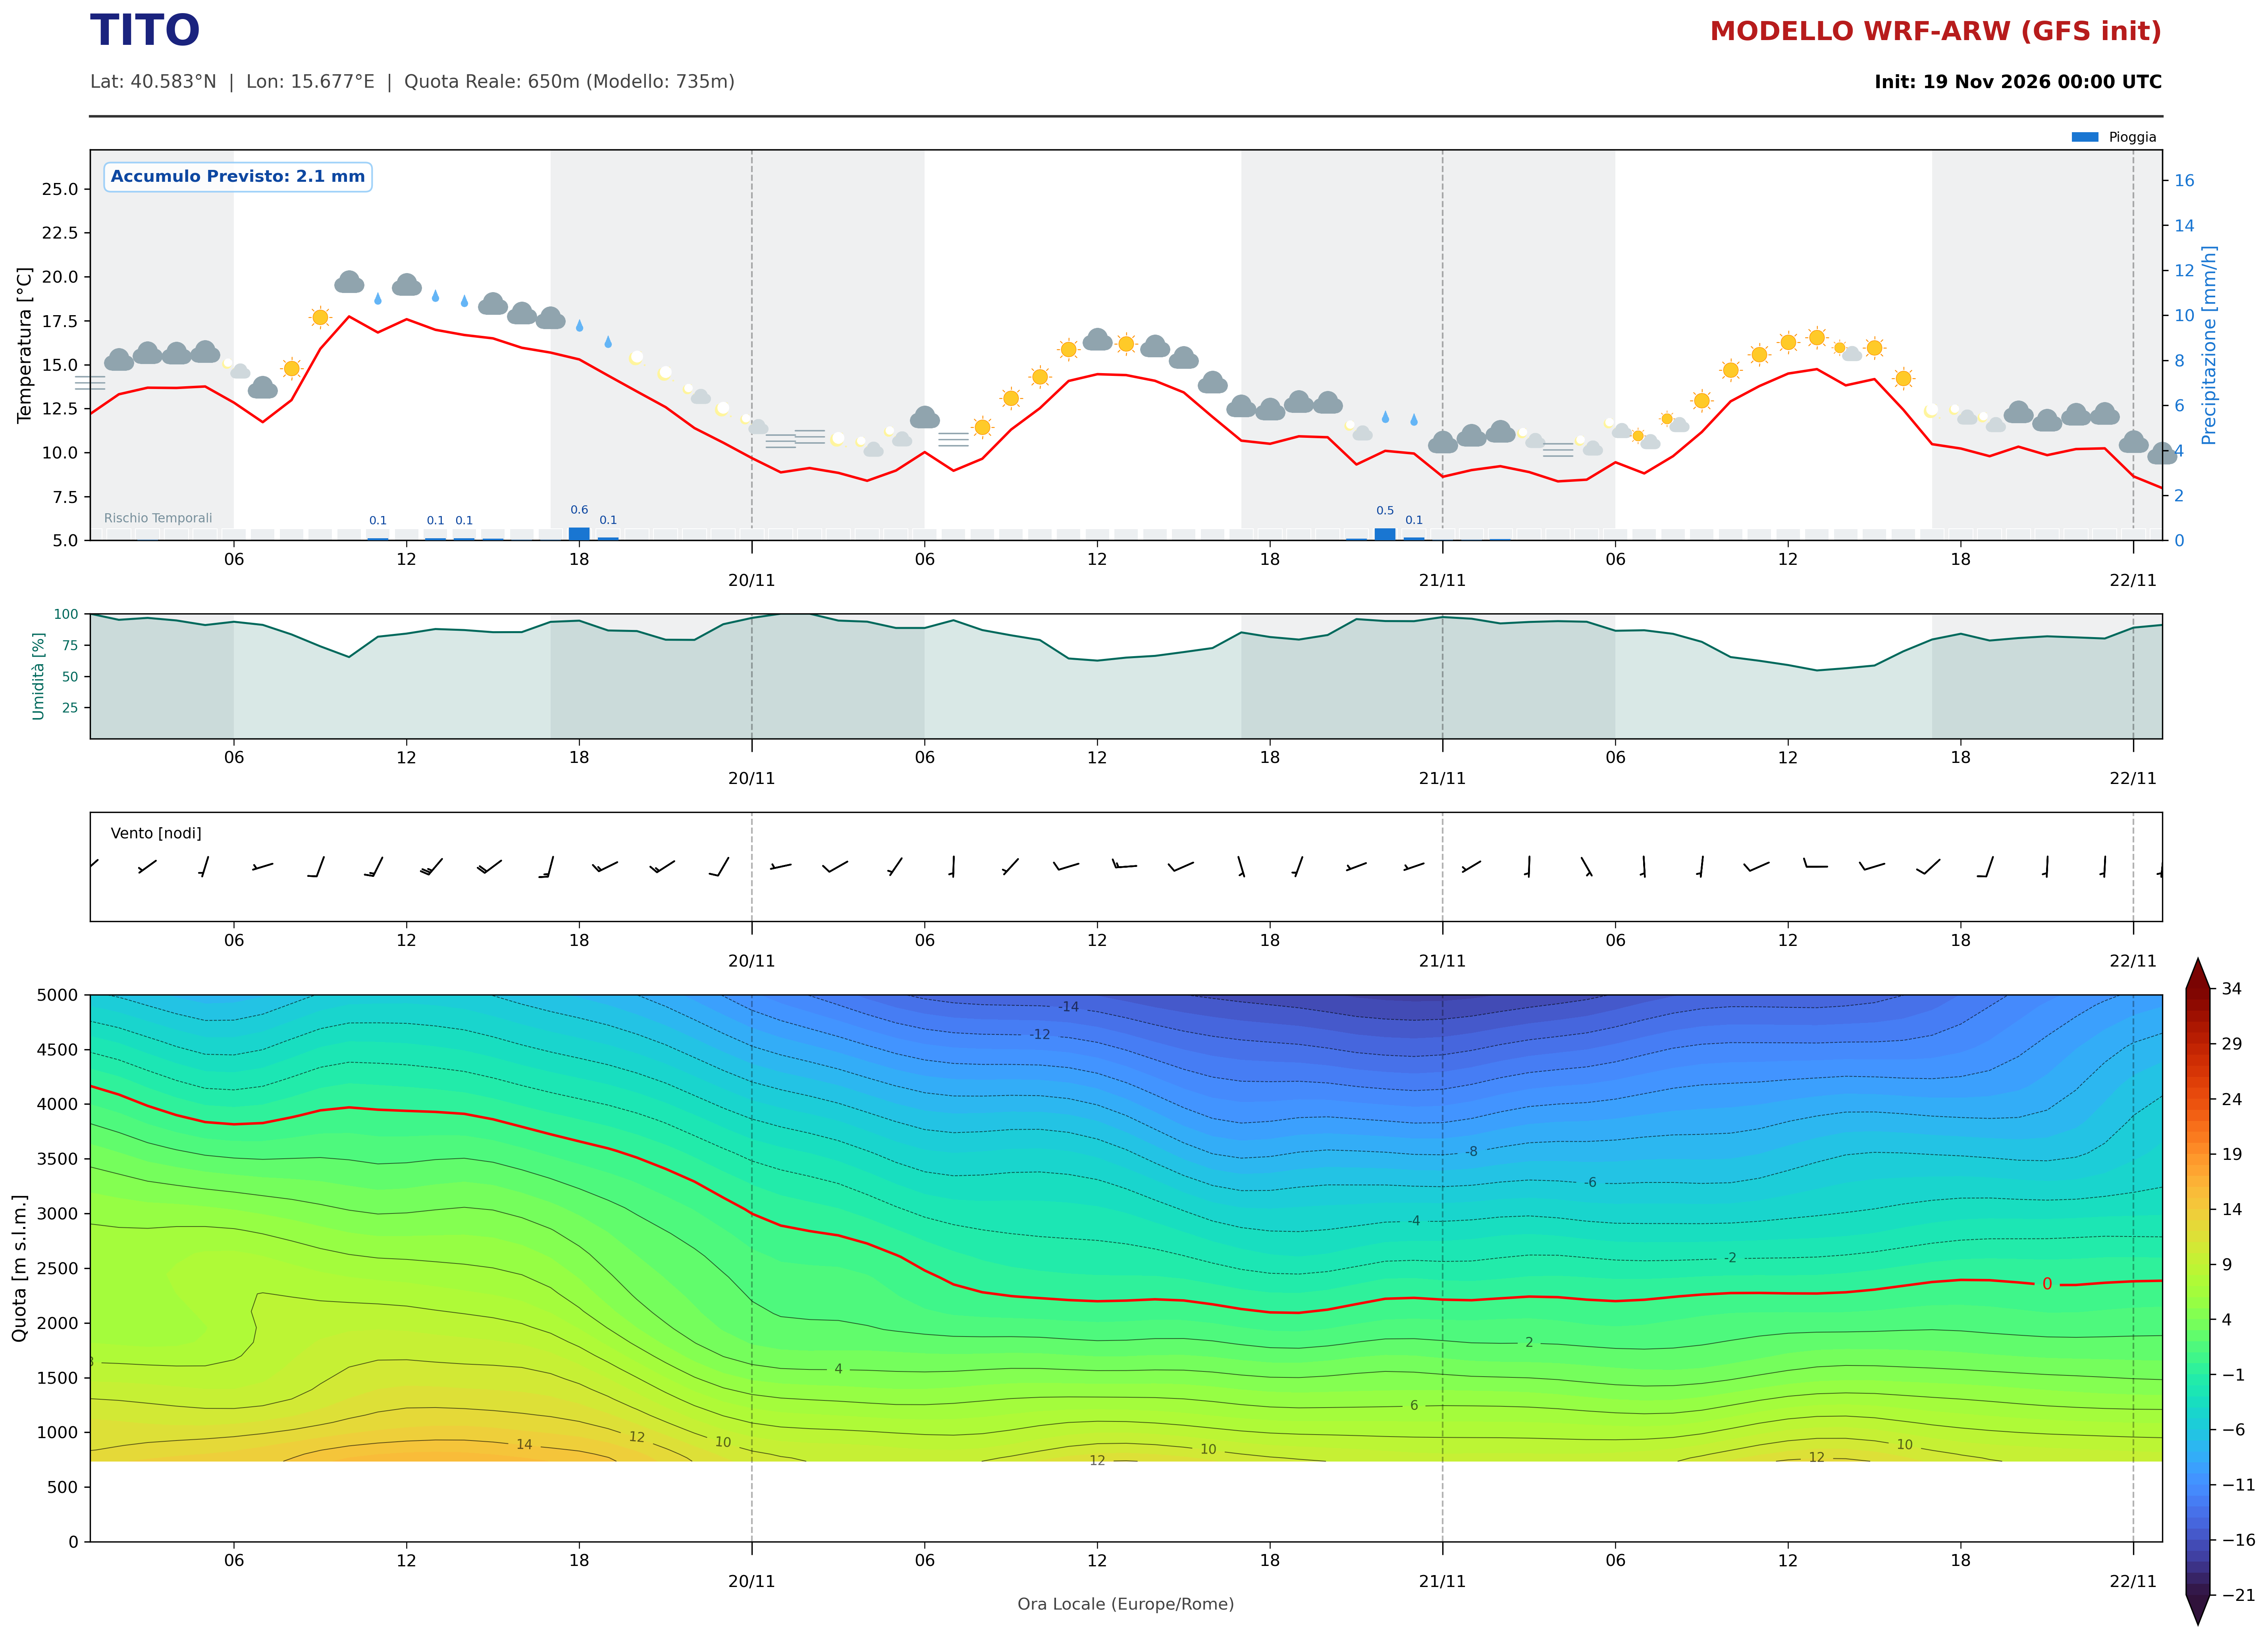 TITO
MODELLO WRF-ARW (GFS init)
Lat: 40.583°N | Lon: 15.677°E | Quota Reale: 650m (Modello: 735m)
Init: 19 Nov 2026 00:00 UTC
Pioggia
Accumulo Previsto: 2.1 mm
Temperatura [°C]
25.0
22.5
20.0
17.5
15.0
12.5
10.0
7.5
5.0
Precipitazione [mm/h]
16
14
12
10
8
6
4
2
0
Rischio Temporali
0.1 0.1 0.1 0.6 0.1 0.5 0.1
06 12 18 06 12 18 06 12 18
20/11 21/11 22/11
Umidità [%]
100
75
50
25
06 12 18 06 12 18 06 12 18
20/11 21/11 22/11
Vento [nodi]
06 12 18 06 12 18 06 12 18
20/11 21/11 22/11
Quota [m s.l.m.]
5000
4500
4000
3500
3000
2500
2000
1500
1000
500
0
-14
-12
-8
-6
-4
-2
0
2
4
6
8
10 10 10
12 12 12
14
34
29
24
19
14
9
4
−1
−6
−11
−16
−21
06 12 18 06 12 18 06 12 18
20/11 21/11 22/11
Ora Locale (Europe/Rome)